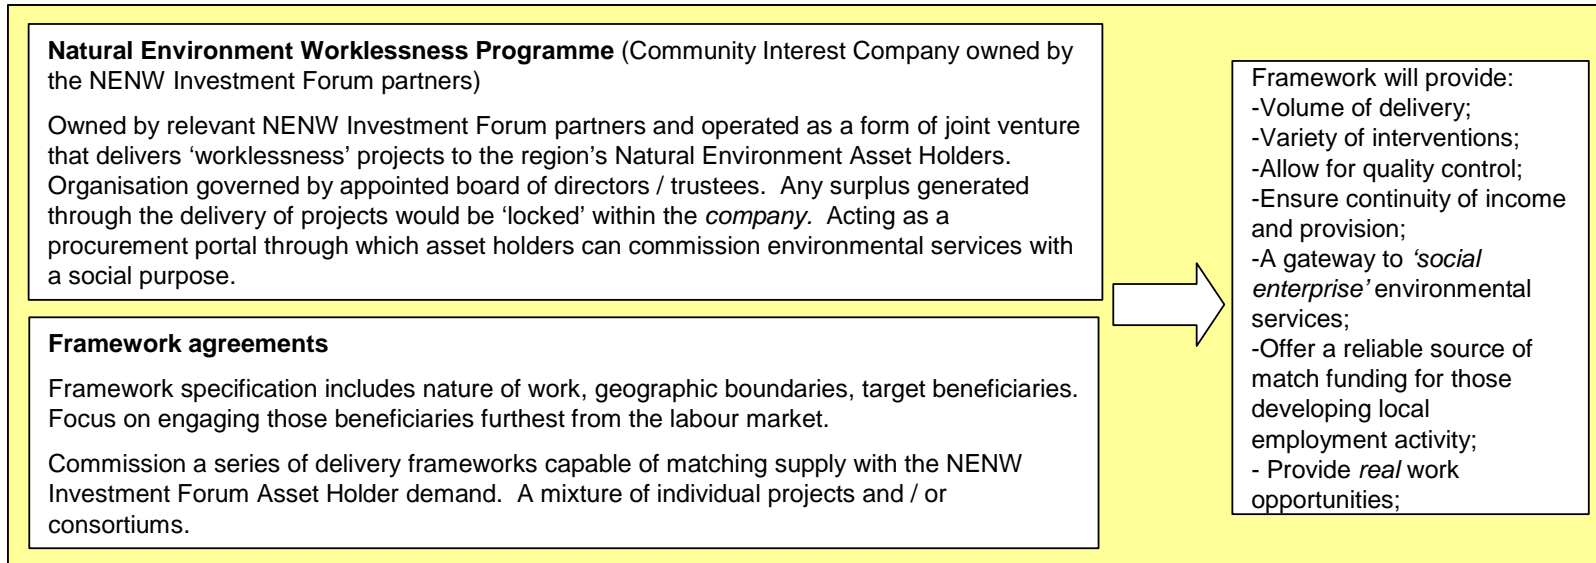 Natural Environment Worklessness Programme (Community Interest Company owned by
the NENW Investment Forum partners)
Owned by relevant NENW Investment Forum partners and operated as a form of joint venture
that delivers ‘worklessness’ projects to the region’s Natural Environment Asset Holders.
Organisation governed by appointed board of directors / trustees.  Any surplus generated
through the delivery of projects would be ‘locked’ within the company.  Acting as a
procurement portal through which asset holders can commission environmental services with
a social purpose.
Framework agreements
Framework specification includes nature of work, geographic boundaries, target beneficiaries.
Focus on engaging those beneficiaries furthest from the labour market.
Commission a series of delivery frameworks capable of matching supply with the NENW
Investment Forum Asset Holder demand.  A mixture of individual projects and / or
consortiums.
Framework will provide:
-Volume of delivery;
-Variety of interventions;
-Allow for quality control;
-Ensure continuity of income
and provision;
-A gateway to ‘social
enterprise’ environmental
services;
-Offer a reliable source of
match funding for those
developing local
employment activity;
- Provide real work
opportunities;